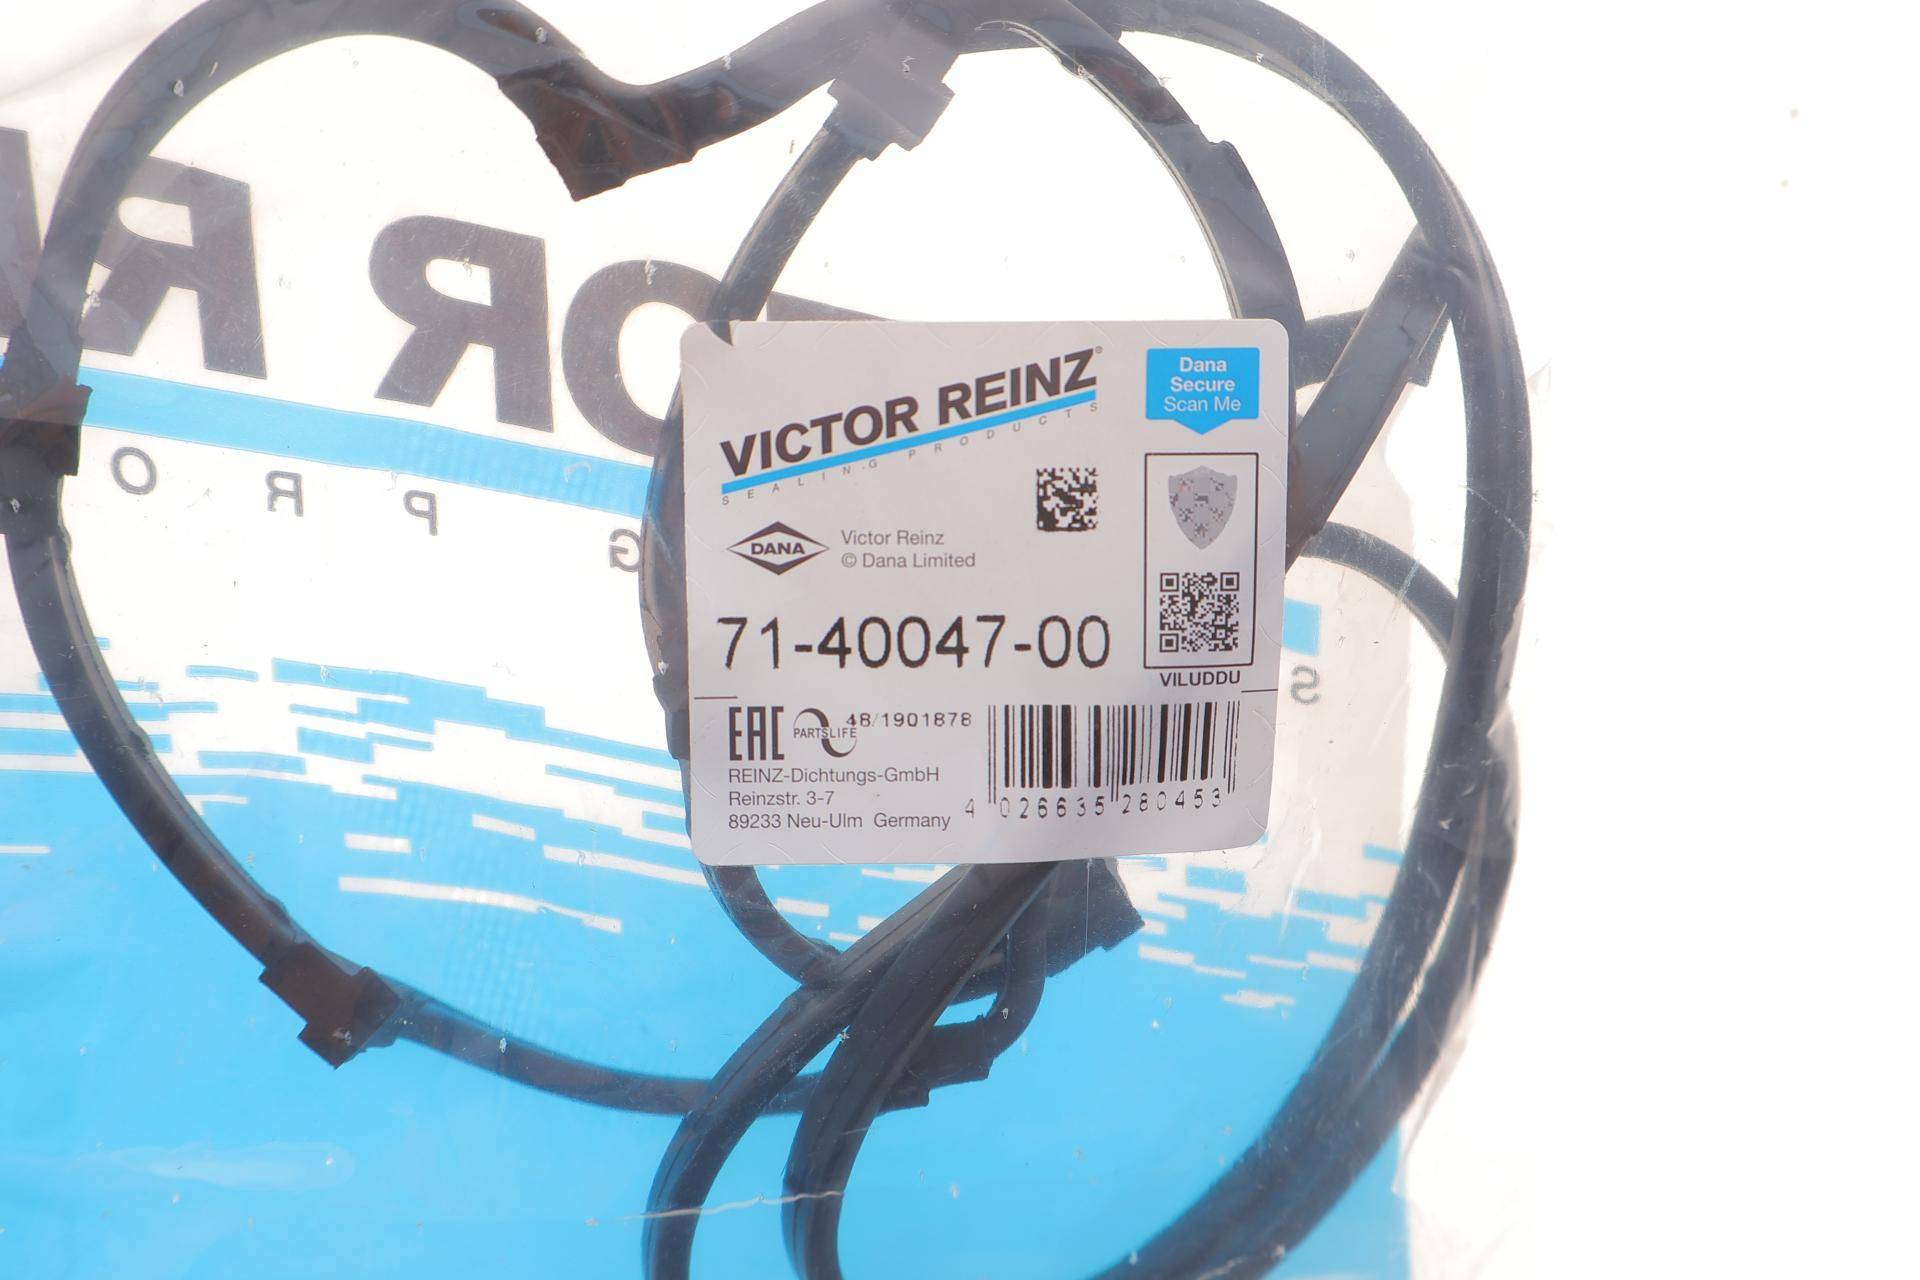 VICTOR REINZ®
SEALING PRODUCTS
Dana
Secure
Scan Me
DANA
Victor Reinz
© Dana Limited
71-40047-00
VILUDDU
EAC
PARTSLIFE
48/1901878
REINZ-Dichtungs-GmbH
Reinzstr. 3-7
89233 Neu-Ulm Germany
4 026635 280453